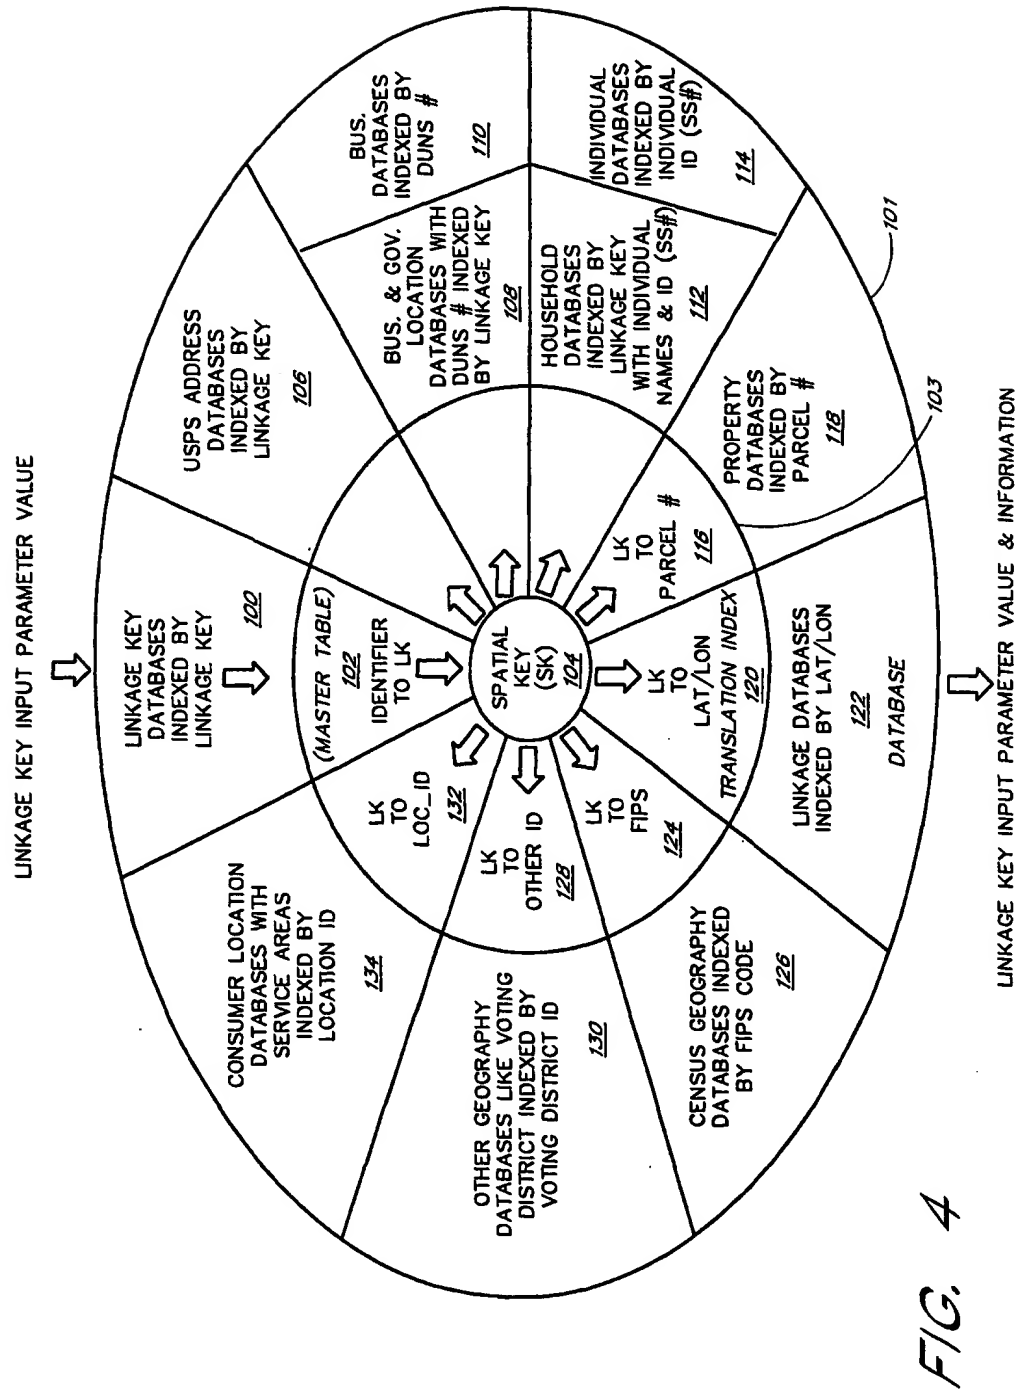 LINKAGE KEY INPUT PARAMETER VALUE
LINKAGE KEY
DATABASES
INDEXED BY
LINKAGE KEY
100
USPS ADDRESS
DATABASES
INDEXED BY
LINKAGE KEY
106
BUS.
DATABASES
INDEXED BY
DUNS #
110
BUS. & GOV.
LOCATION
DATABASES WITH
DUNS # INDEXED
BY LINKAGE KEY
108
HOUSEHOLD
DATABASES
INDEXED BY
LINKAGE KEY
WITH INDIVIDUAL
NAMES & ID (SS#)
112
INDIVIDUAL
DATABASES
INDEXED BY
INDIVIDUAL
ID (SS#)
114
101
PROPERTY
DATABASES
INDEXED BY
PARCEL #
118
103
(MASTER TABLE)
102
IDENTIFIER
TO LK
SPATIAL
KEY
(SK)
104
LK
TO
PARCEL #
116
LK
TO
LAT/LON
120
TRANSLATION INDEX
LK
TO
FIPS
124
LK
TO
OTHER ID
128
LK
TO
LOC_ID
132
LINKAGE DATABASES
INDEXED BY LAT/LON
122
DATABASE
CENSUS GEOGRAPHY
DATABASES INDEXED
BY FIPS CODE
126
OTHER GEOGRAPHY
DATABASES LIKE VOTING
DISTRICT INDEXED BY
VOTING DISTRICT ID
130
CONSUMER LOCATION
DATABASES WITH
SERVICE AREAS
INDEXED BY
LOCATION ID
134
LINKAGE KEY INPUT PARAMETER VALUE & INFORMATION
FIG. 4